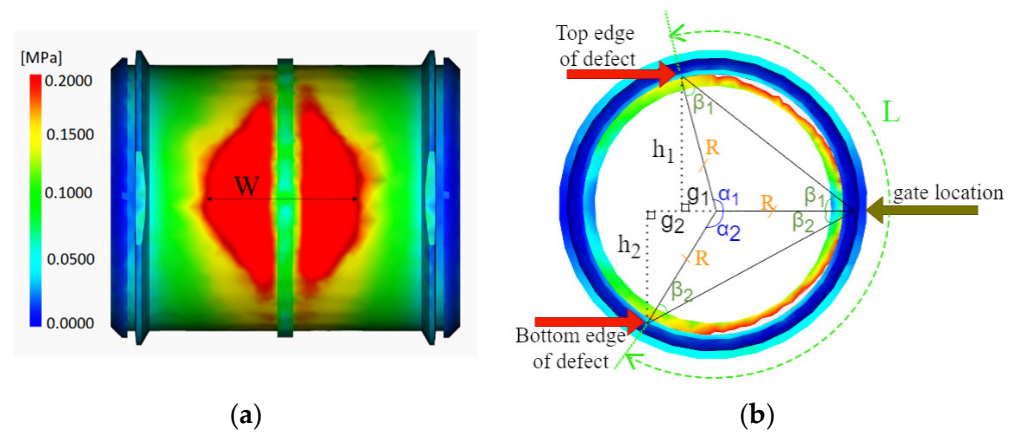 [MPa]
0.2000
0.1500
0.1000
0.0500
0.0000
W
(a)
Top edge
of defect
L
β1
h1
R
g1
α1
R
β1
gate location
g2
α2
β2
h2
R
β2
Bottom edge
of defect
(b)